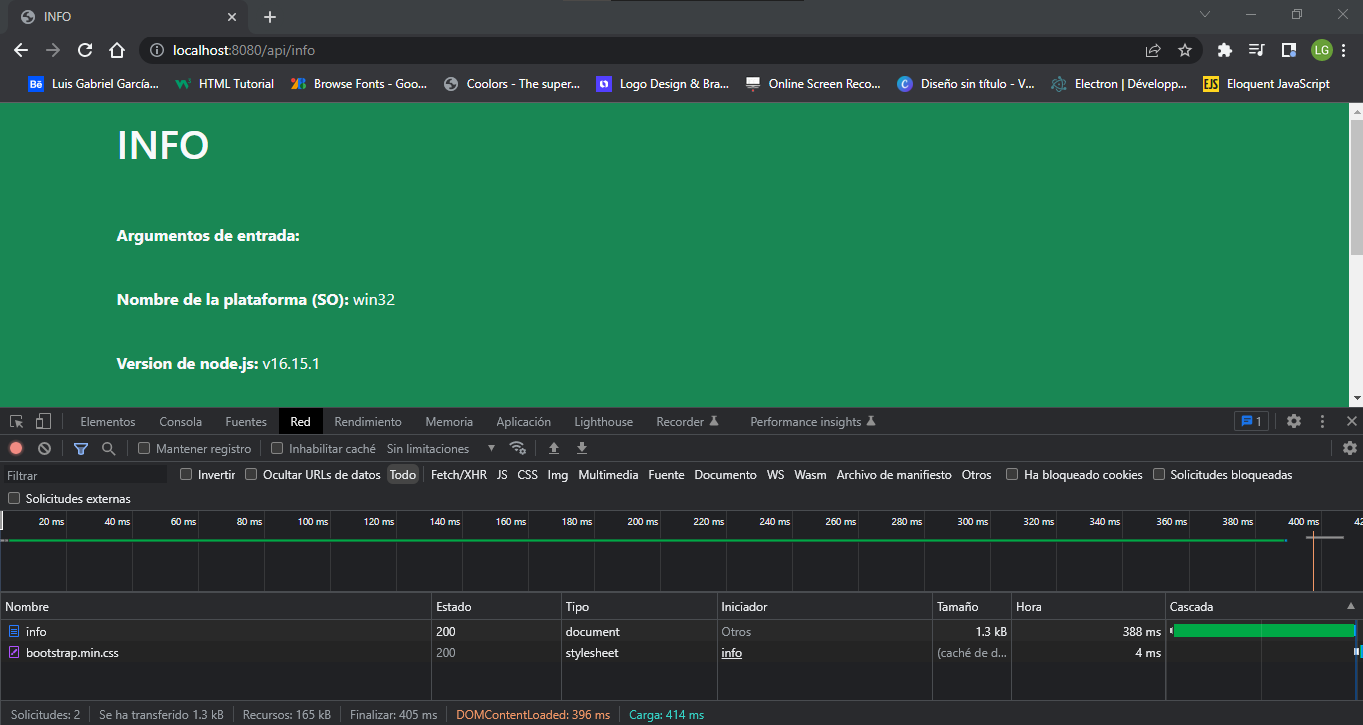 INFO
localhost:8080/api/info
LG
Bē Luis Gabriel García... HTML Tutorial Browse Fonts - Goo... Coolors - The super... Logo Design & Bra... Online Screen Reco... C Diseño sin título - V... Electron | Développ... EJS Eloquent JavaScript
INFO
Argumentos de entrada:
Nombre de la plataforma (SO): win32
Version de node.js: v16.15.1
Elementos Consola Fuentes Red Rendimiento Memoria Aplicación Lighthouse Recorder Performance insights 1
Mantener registro Inhabilitar caché Sin limitaciones
Filtrar Invertir Ocultar URLs de datos Todo Fetch/XHR JS CSS Img Multimedia Fuente Documento WS Wasm Archivo de manifiesto Otros Ha bloqueado cookies Solicitudes bloqueadas
Solicitudes externas
20 ms 40 ms 60 ms 80 ms 100 ms 120 ms 140 ms 160 ms 180 ms 200 ms 220 ms 240 ms 260 ms 280 ms 300 ms 320 ms 340 ms 360 ms 380 ms 400 ms 42
Nombre Estado Tipo Iniciador Tamaño Hora Cascada
info 200 document Otros 1.3 kB 388 ms
bootstrap.min.css 200 stylesheet info (caché de d... 4 ms
Solicitudes: 2 Se ha transferido 1.3 kB Recursos: 165 kB Finalizar: 405 ms DOMContentLoaded: 396 ms Carga: 414 ms